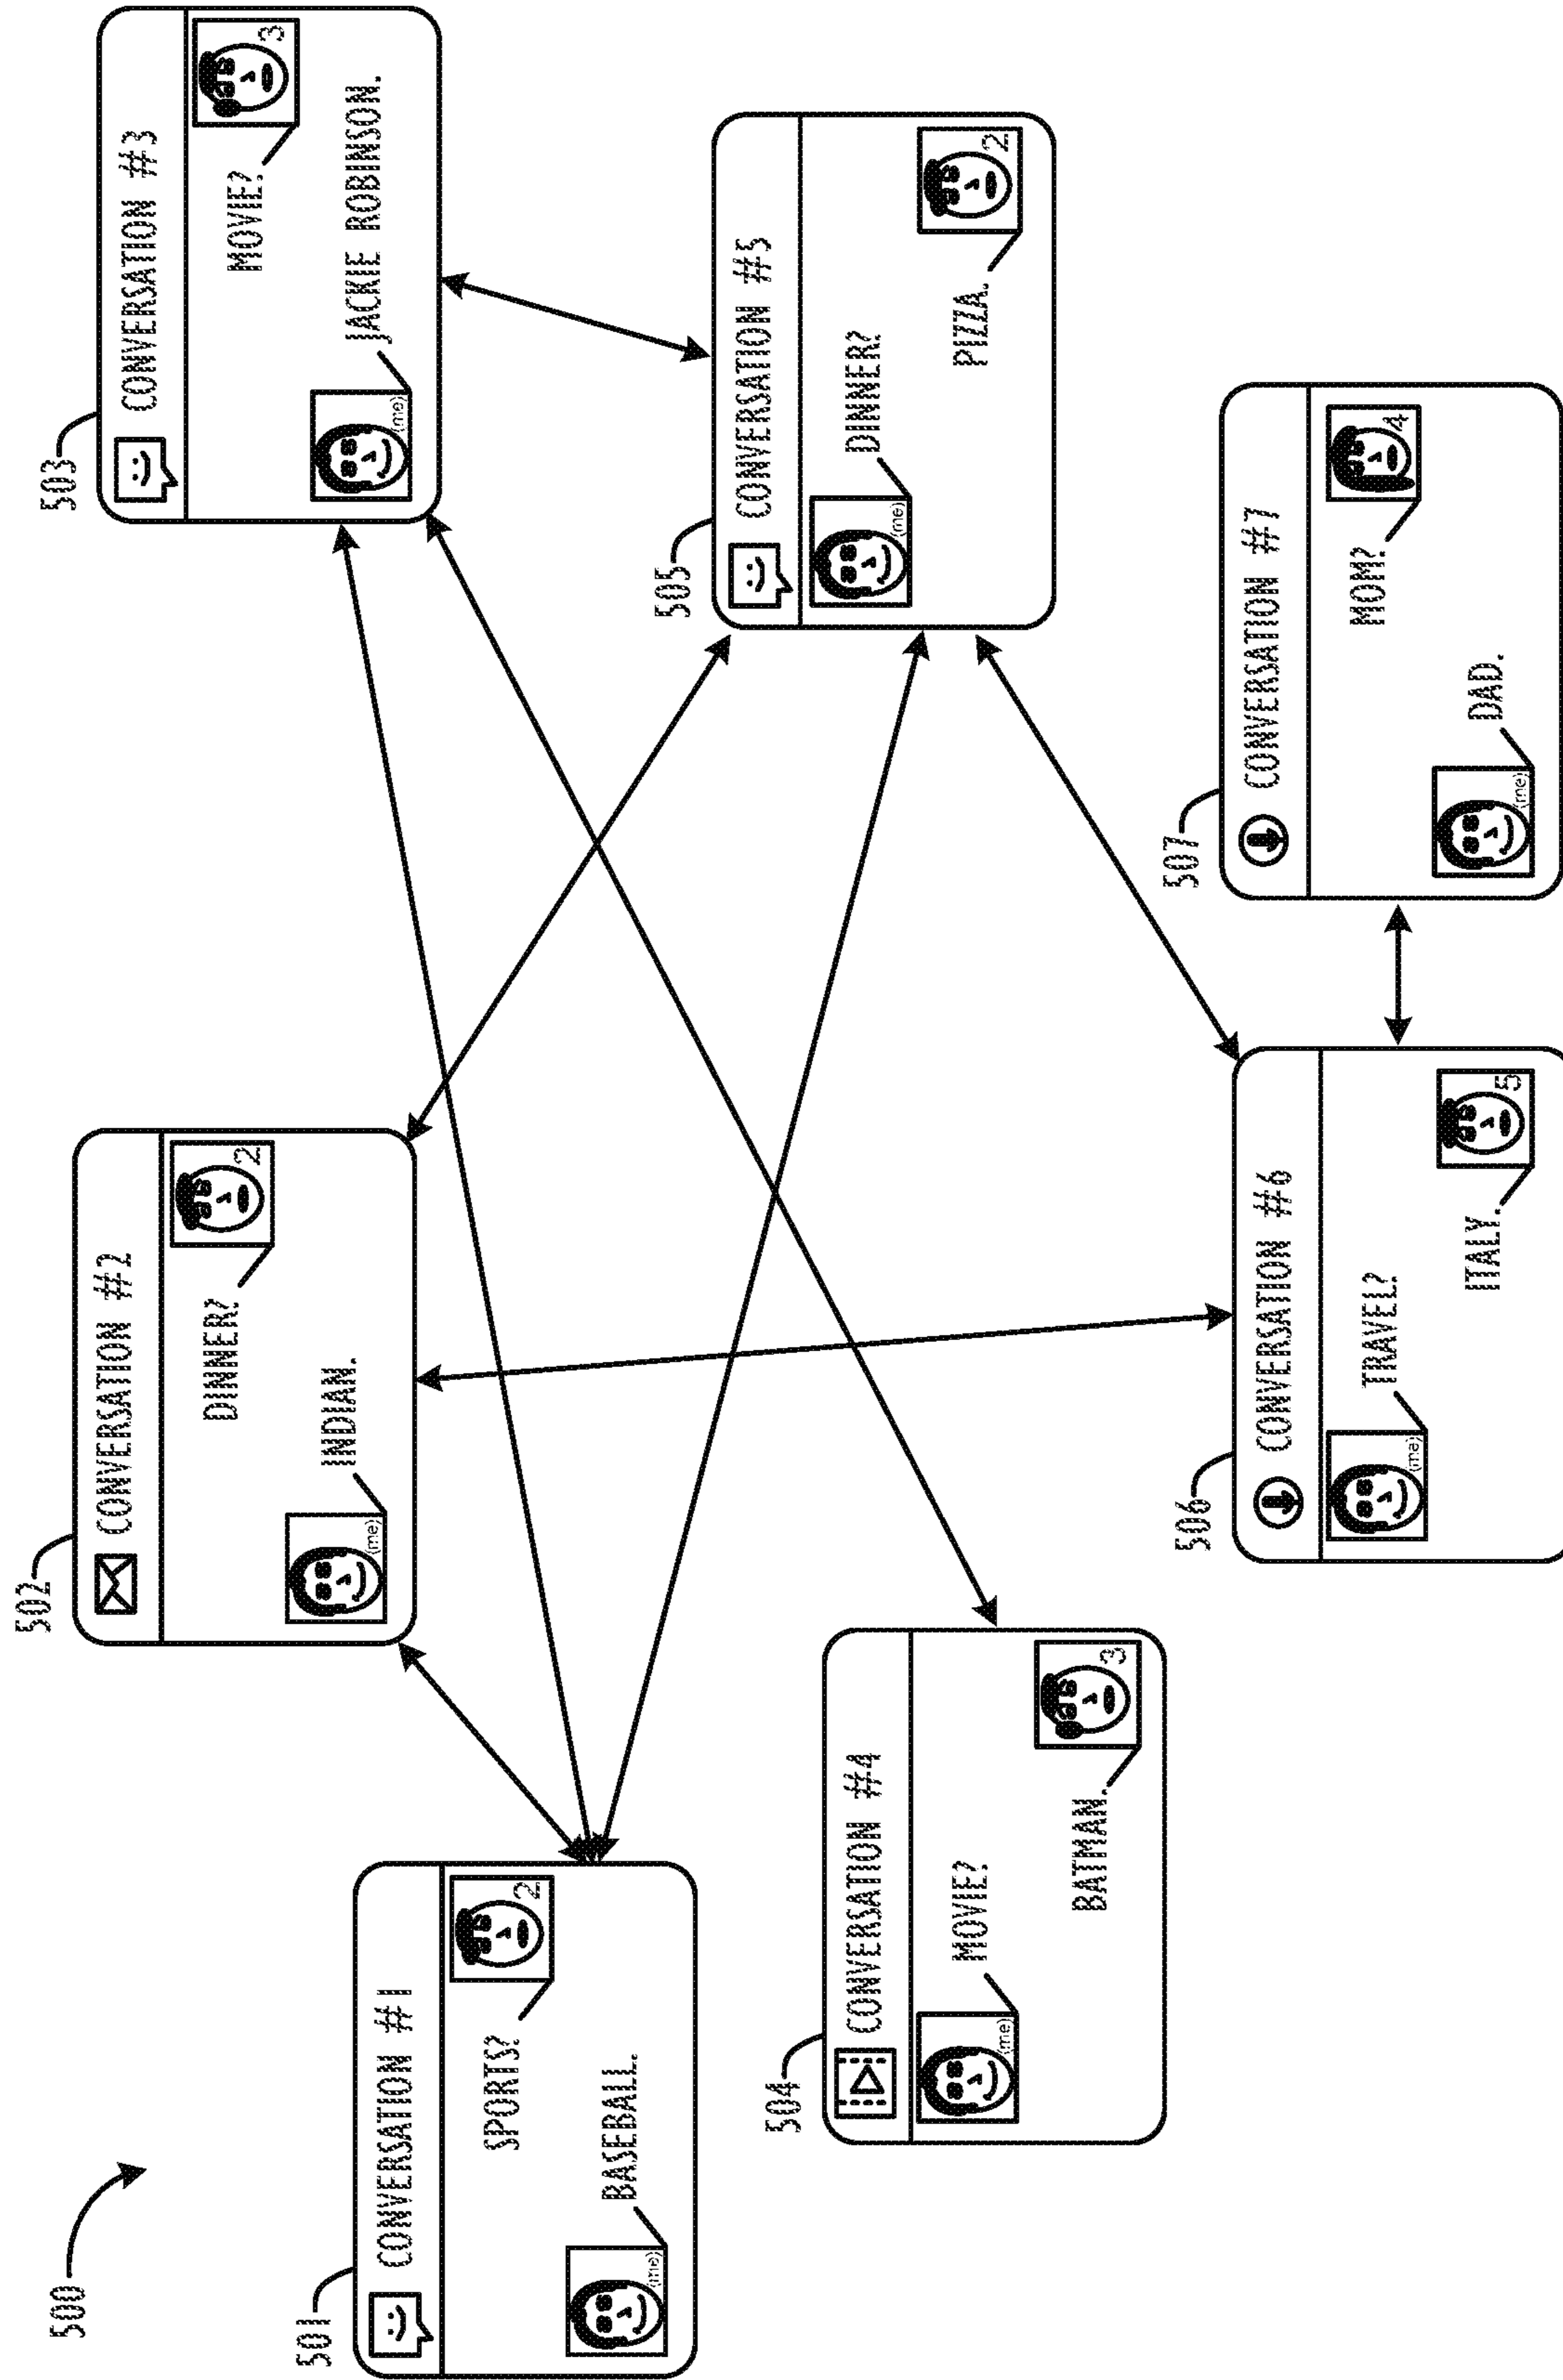 500
501
CONVERSATION #1
SPORTS?
2
BASEBALL.
(me)
502
CONVERSATION #2
DINNER?
2
INDIAN.
(me)
503
CONVERSATION #3
MOVIE?
3
JACKIE ROBINSON.
(me)
504
CONVERSATION #4
MOVIE?
(me)
BATMAN.
3
505
CONVERSATION #5
DINNER?
(me)
PIZZA.
2
506
CONVERSATION #6
TRAVEL?
(me)
ITALY.
5
507
CONVERSATION #7
MOM?
4
DAD.
(me)